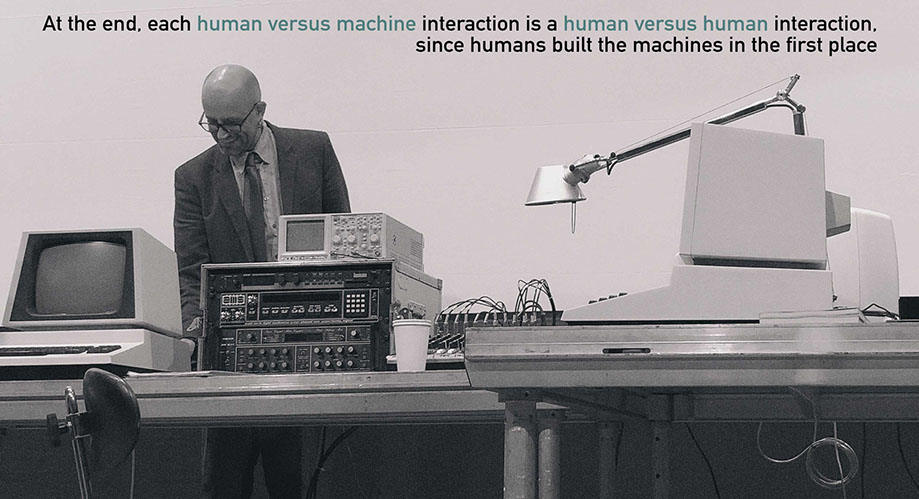 At the end, each human versus machine interaction is a human versus human interaction,
since humans built the machines in the first place